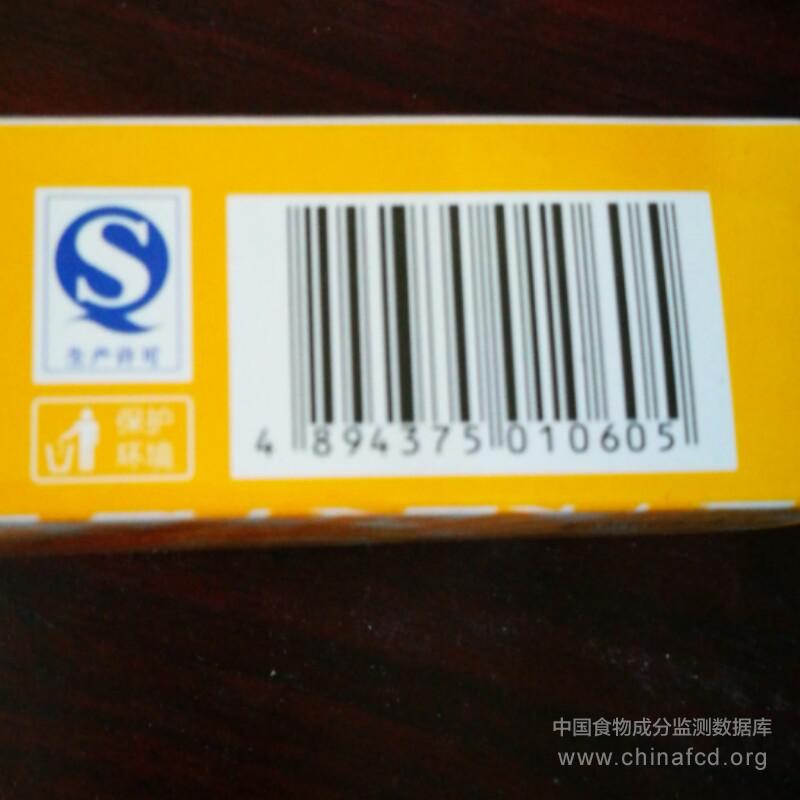 生产许可
保护
环境
4 894375 010605
中国食物成分监测数据库
www.chinafcd.org